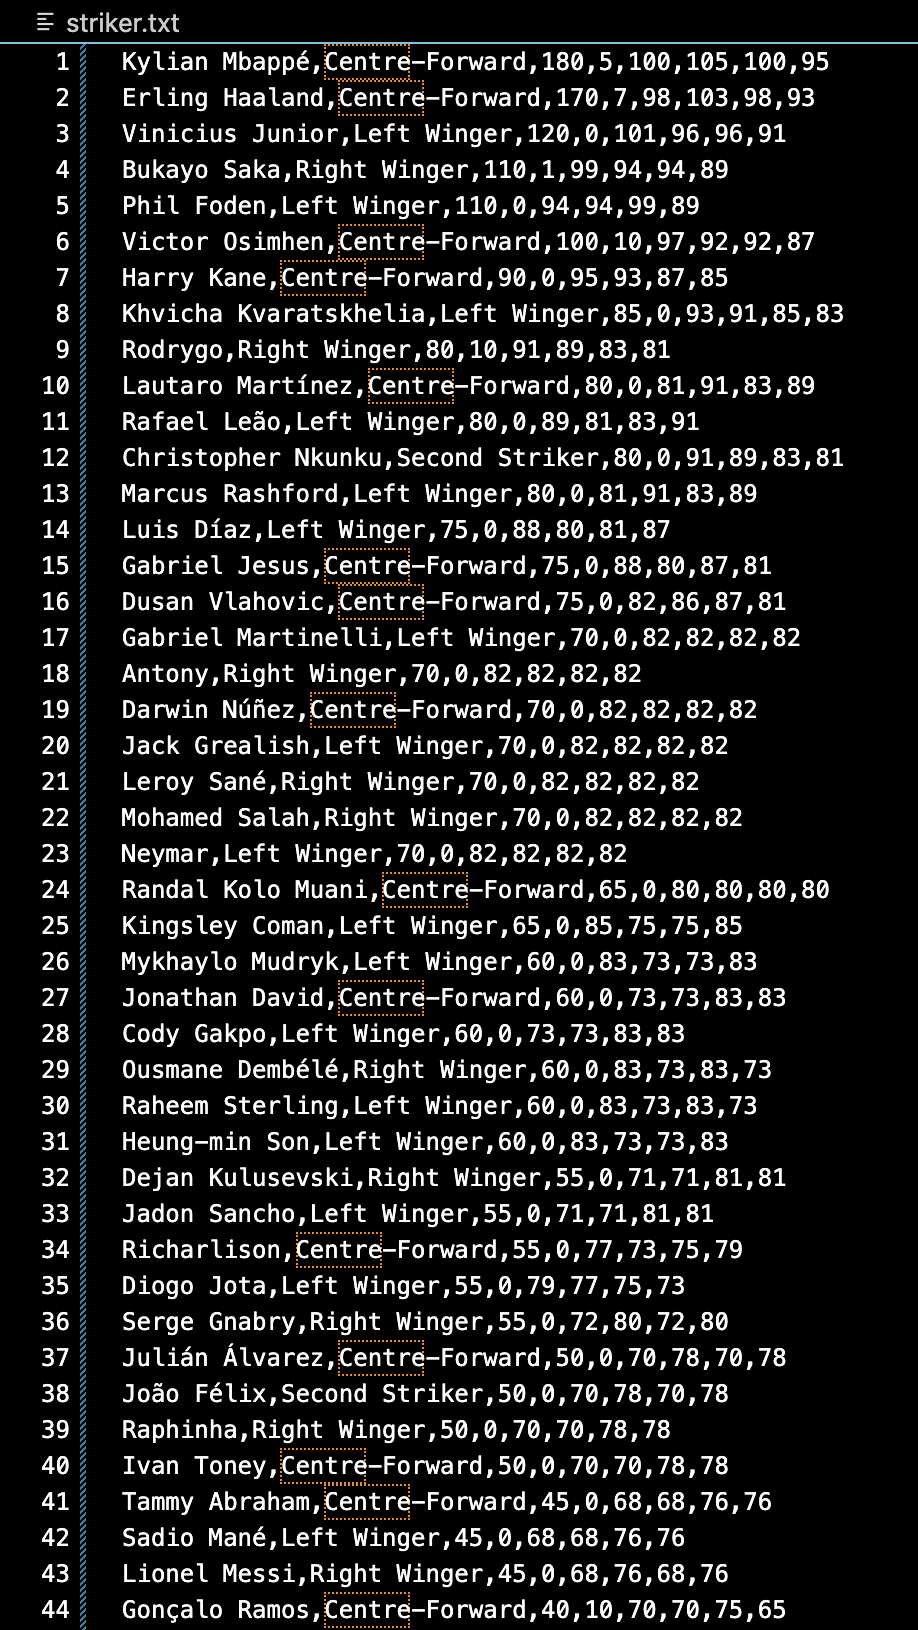 striker.txt
1 Kylian Mbappé,Centre-Forward,180,5,100,105,100,95
2 Erling Haaland,Centre-Forward,170,7,98,103,98,93
3 Vinicius Junior,Left Winger,120,0,101,96,96,91
4 Bukayo Saka,Right Winger,110,1,99,94,94,89
5 Phil Foden,Left Winger,110,0,94,94,99,89
6 Victor Osimhen,Centre-Forward,100,10,97,92,92,87
7 Harry Kane,Centre-Forward,90,0,95,93,87,85
8 Khvicha Kvaratskhelia,Left Winger,85,0,93,91,85,83
9 Rodrygo,Right Winger,80,10,91,89,83,81
10 Lautaro Martínez,Centre-Forward,80,0,81,91,83,89
11 Rafael Leão,Left Winger,80,0,89,81,83,91
12 Christopher Nkunku,Second Striker,80,0,91,89,83,81
13 Marcus Rashford,Left Winger,80,0,81,91,83,89
14 Luis Díaz,Left Winger,75,0,88,80,81,87
15 Gabriel Jesus,Centre-Forward,75,0,88,80,87,81
16 Dusan Vlahovic,Centre-Forward,75,0,82,86,87,81
17 Gabriel Martinelli,Left Winger,70,0,82,82,82,82
18 Antony,Right Winger,70,0,82,82,82,82
19 Darwin Núñez,Centre-Forward,70,0,82,82,82,82
20 Jack Grealish,Left Winger,70,0,82,82,82,82
21 Leroy Sané,Right Winger,70,0,82,82,82,82
22 Mohamed Salah,Right Winger,70,0,82,82,82,82
23 Neymar,Left Winger,70,0,82,82,82,82
24 Randal Kolo Muani,Centre-Forward,65,0,80,80,80,80
25 Kingsley Coman,Left Winger,65,0,85,75,75,85
26 Mykhaylo Mudryk,Left Winger,60,0,83,73,73,83
27 Jonathan David,Centre-Forward,60,0,73,73,83,83
28 Cody Gakpo,Left Winger,60,0,73,73,83,83
29 Ousmane Dembélé,Right Winger,60,0,83,73,83,73
30 Raheem Sterling,Left Winger,60,0,83,73,83,73
31 Heung-min Son,Left Winger,60,0,83,73,73,83
32 Dejan Kulusevski,Right Winger,55,0,71,71,81,81
33 Jadon Sancho,Left Winger,55,0,71,71,81,81
34 Richarlison,Centre-Forward,55,0,77,73,75,79
35 Diogo Jota,Left Winger,55,0,79,77,75,73
36 Serge Gnabry,Right Winger,55,0,72,80,72,80
37 Julián Álvarez,Centre-Forward,50,0,70,78,70,78
38 João Félix,Second Striker,50,0,70,78,70,78
39 Raphinha,Right Winger,50,0,70,70,78,78
40 Ivan Toney,Centre-Forward,50,0,70,70,78,78
41 Tammy Abraham,Centre-Forward,45,0,68,68,76,76
42 Sadio Mané,Left Winger,45,0,68,68,76,76
43 Lionel Messi,Right Winger,45,0,68,76,68,76
44 Gonçalo Ramos,Centre-Forward,40,10,70,70,75,65